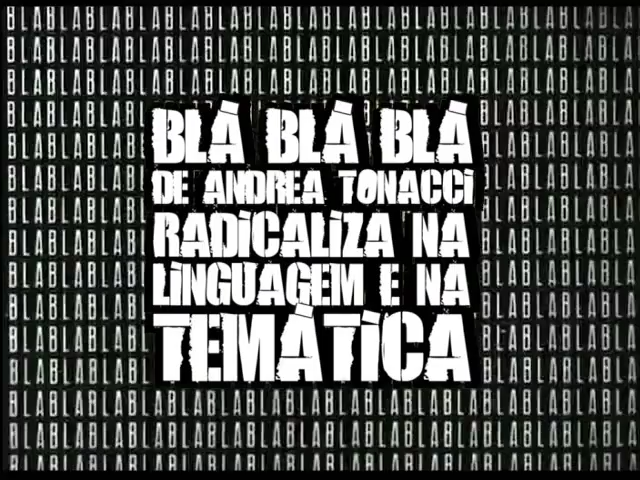 BLÁ BLÁ BLÁ
DE ANDREA TONACCI
RADICALIZA NA
LINGUAGEM E NA
TEMÁTICA